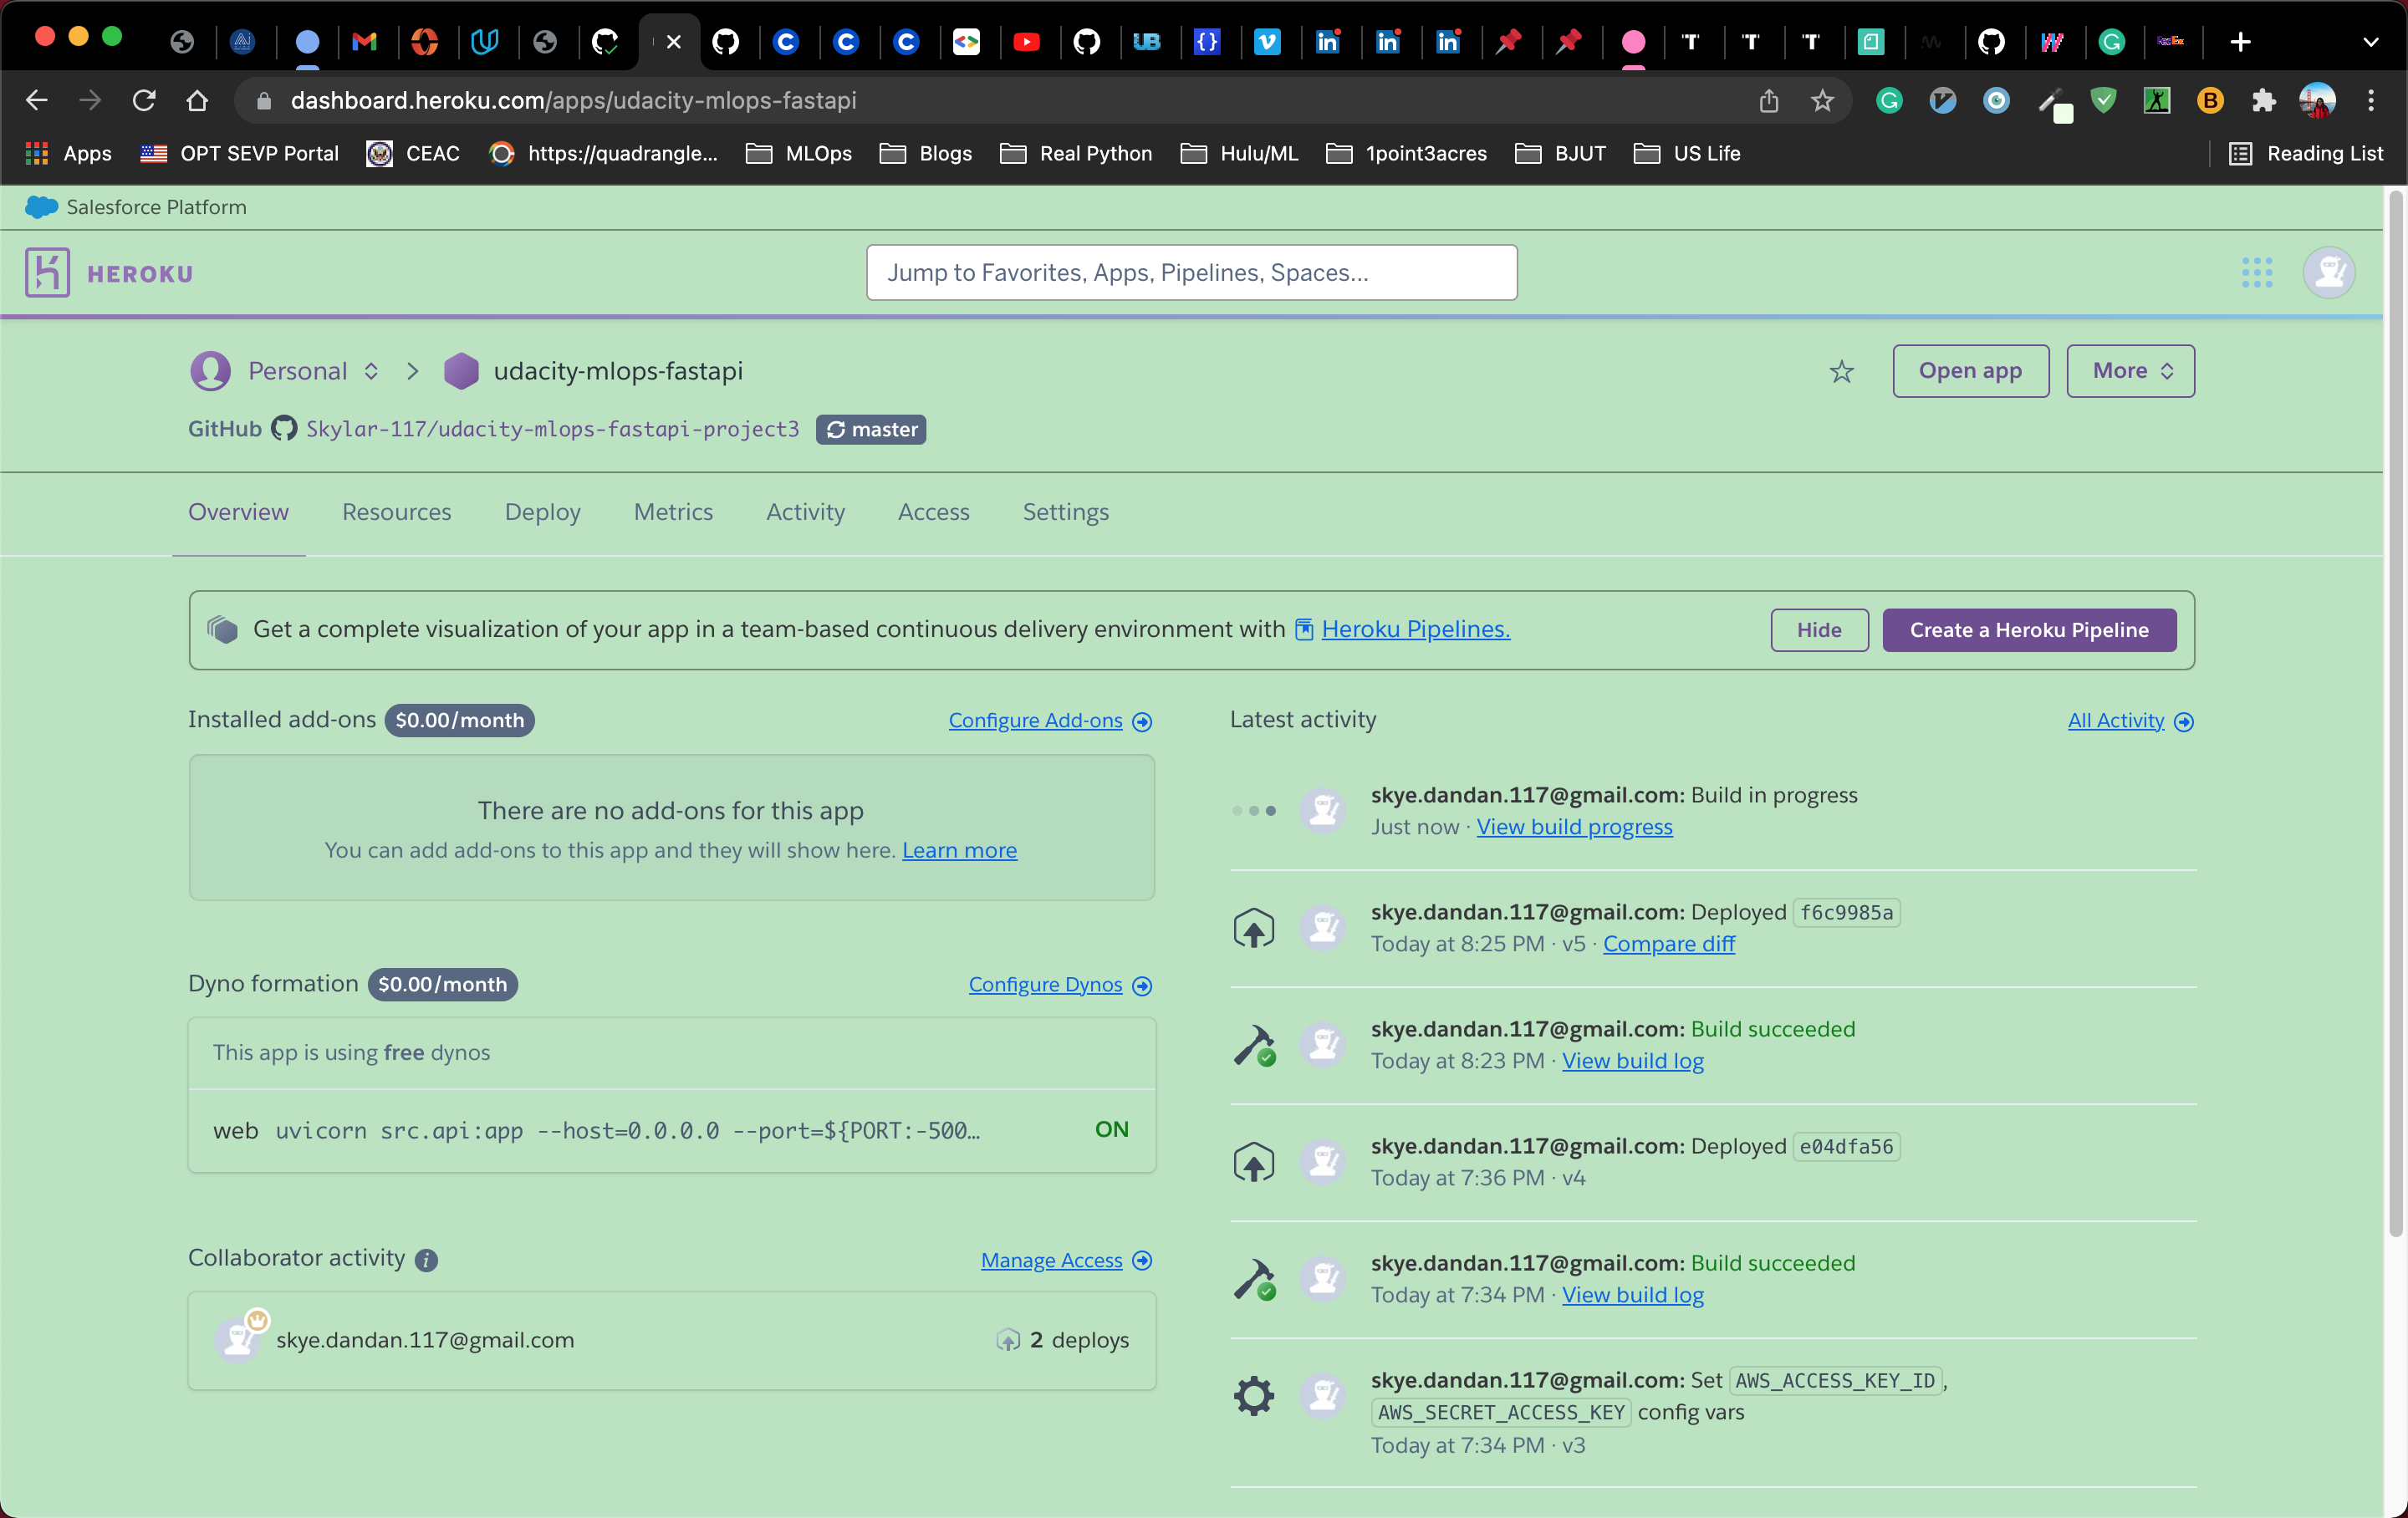 dashboard.heroku.com/apps/udacity-mlops-fastapi
Apps
OPT SEVP Portal
CEAC
https://quadrangle...
MLOps
Blogs
Real Python
Hulu/ML
1point3acres
BJUT
US Life
Reading List
Salesforce Platform
HEROKU
Jump to Favorites, Apps, Pipelines, Spaces...
Personal
udacity-mlops-fastapi
Open app
More
GitHub Skylar-117/udacity-mlops-fastapi-project3 master
Overview
Resources
Deploy
Metrics
Activity
Access
Settings
Get a complete visualization of your app in a team-based continuous delivery environment with Heroku Pipelines.
Hide
Create a Heroku Pipeline
Installed add-ons $0.00/month
Configure Add-ons
There are no add-ons for this app
You can add add-ons to this app and they will show here. Learn more
Dyno formation $0.00/month
Configure Dynos
This app is using free dynos
web uvicorn src.api:app --host=0.0.0.0 --port=${PORT:-500…
ON
Collaborator activity
Manage Access
skye.dandan.117@gmail.com
2 deploys
Latest activity
All Activity
skye.dandan.117@gmail.com: Build in progress
Just now · View build progress
skye.dandan.117@gmail.com: Deployed f6c9985a
Today at 8:25 PM · v5 · Compare diff
skye.dandan.117@gmail.com: Build succeeded
Today at 8:23 PM · View build log
skye.dandan.117@gmail.com: Deployed e04dfa56
Today at 7:36 PM · v4
skye.dandan.117@gmail.com: Build succeeded
Today at 7:34 PM · View build log
skye.dandan.117@gmail.com: Set AWS_ACCESS_KEY_ID,
AWS_SECRET_ACCESS_KEY config vars
Today at 7:34 PM · v3